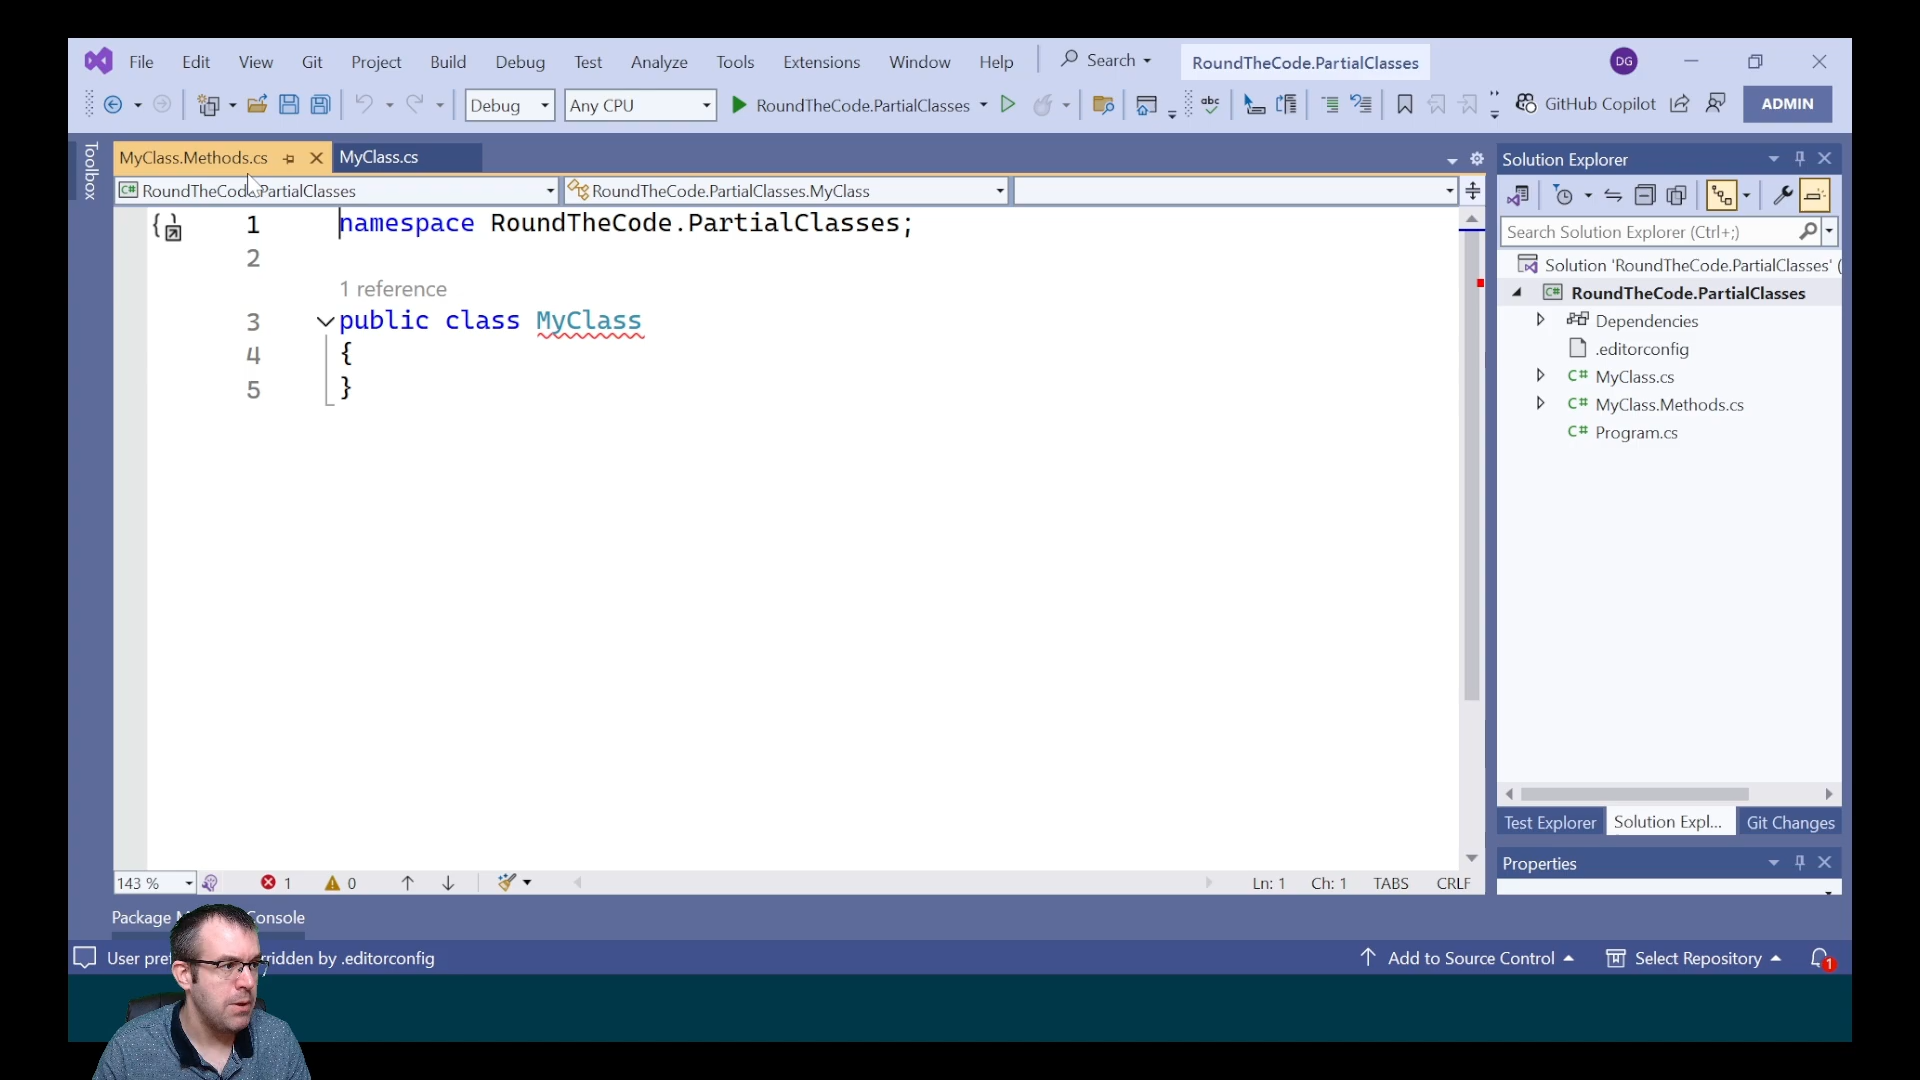 File Edit View Git Project Build Debug Test Analyze Tools Extensions Window Help Search RoundTheCode.PartialClasses DG
Debug Any CPU RoundTheCode.PartialClasses abc GitHub Copilot ADMIN
Toolbox
MyClass.Methods.cs MyClass.cs
RoundTheCode.PartialClasses RoundTheCode.PartialClasses.MyClass
1 namespace RoundTheCode.PartialClasses;
2
1 reference
3 public class MyClass
4 {
5 }
143 % 1 0 Ln: 1 Ch: 1 TABS CRLF
Solution Explorer
Search Solution Explorer (Ctrl+;)
Solution 'RoundTheCode.PartialClasses' (
C# RoundTheCode.PartialClasses
Dependencies
.editorconfig
C# MyClass.cs
C# MyClass.Methods.cs
C# Program.cs
Test Explorer Solution Expl... Git Changes
Properties
Package Console
User pre ridden by .editorconfig Add to Source Control Select Repository 1